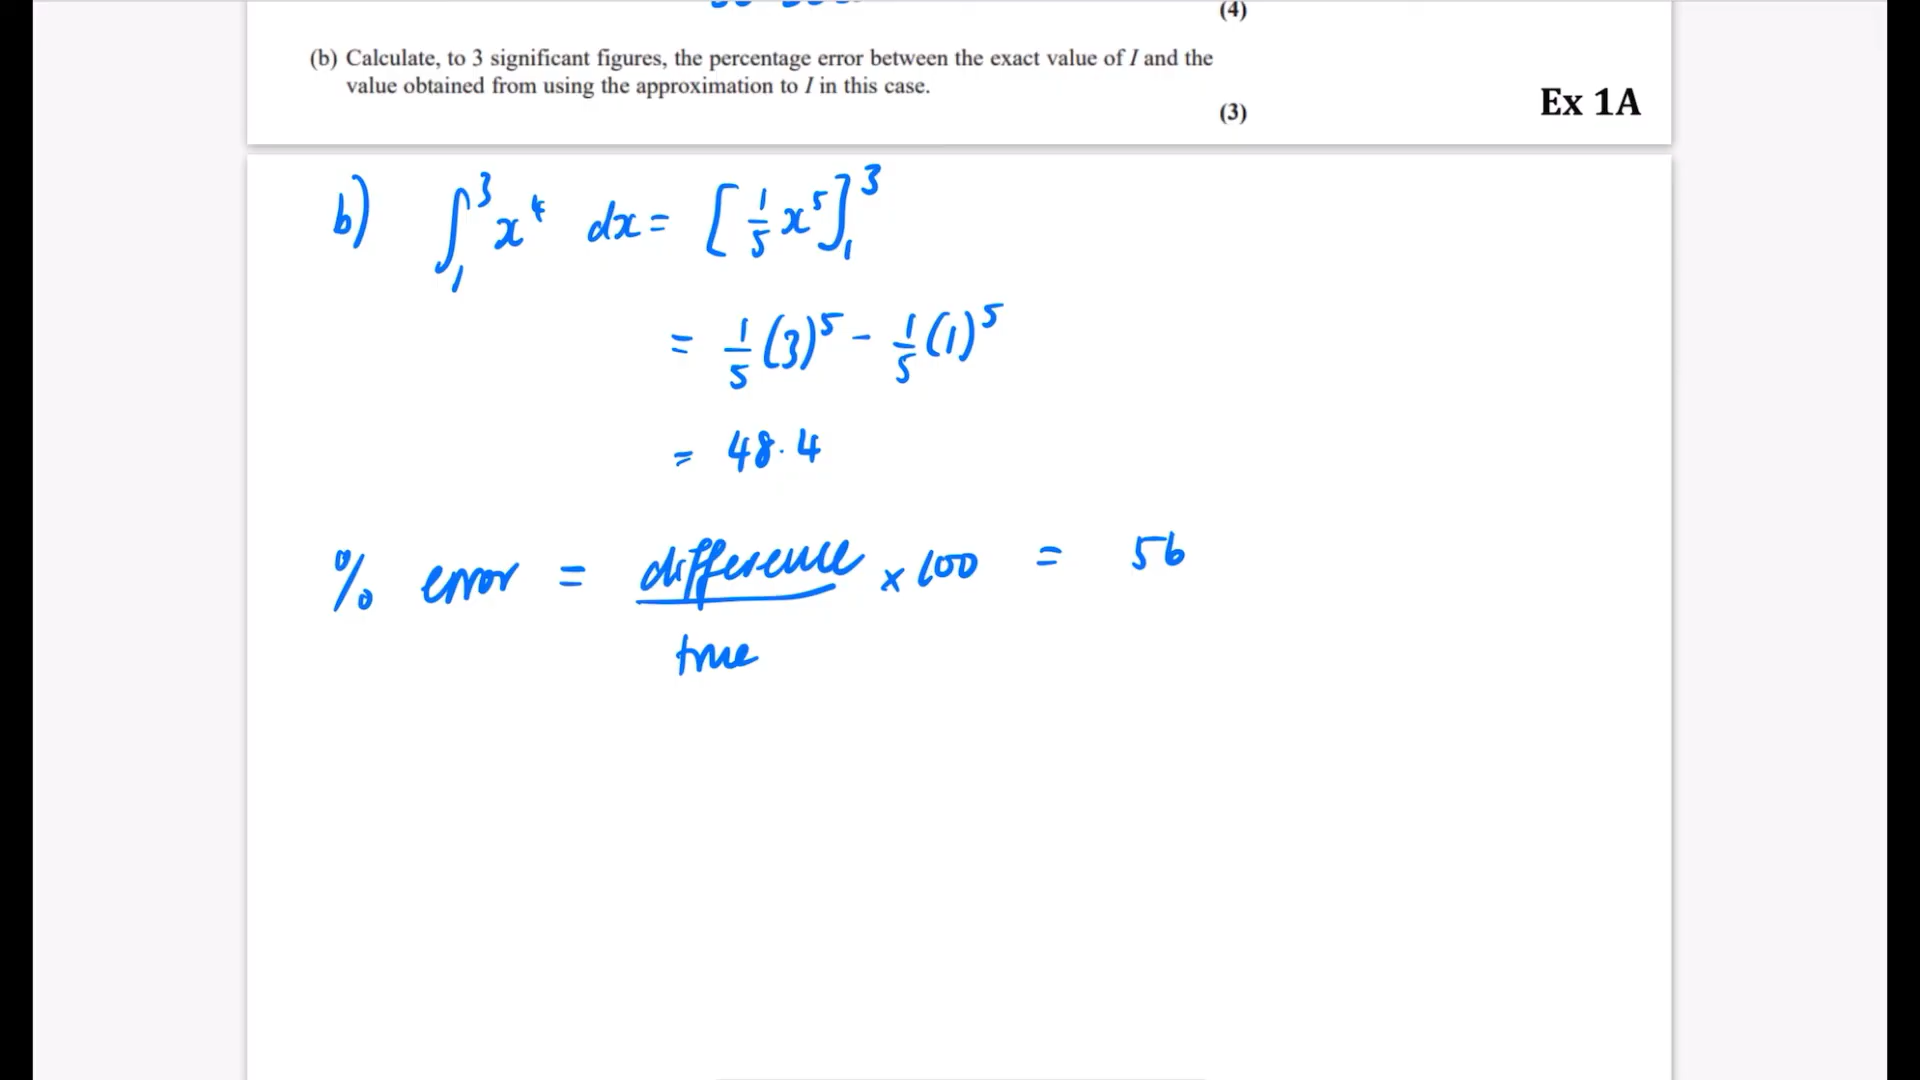 (4)
(b) Calculate, to 3 significant figures, the percentage error between the exact value of I and the
value obtained from using the approximation to I in this case.
(3)
Ex 1A
b) ∫₁³ x⁴ dx = [1/5 x⁵]₁³
= 1/5 (3)⁵ - 1/5 (1)⁵
= 48.4
% error = difference/true × 100 = 56